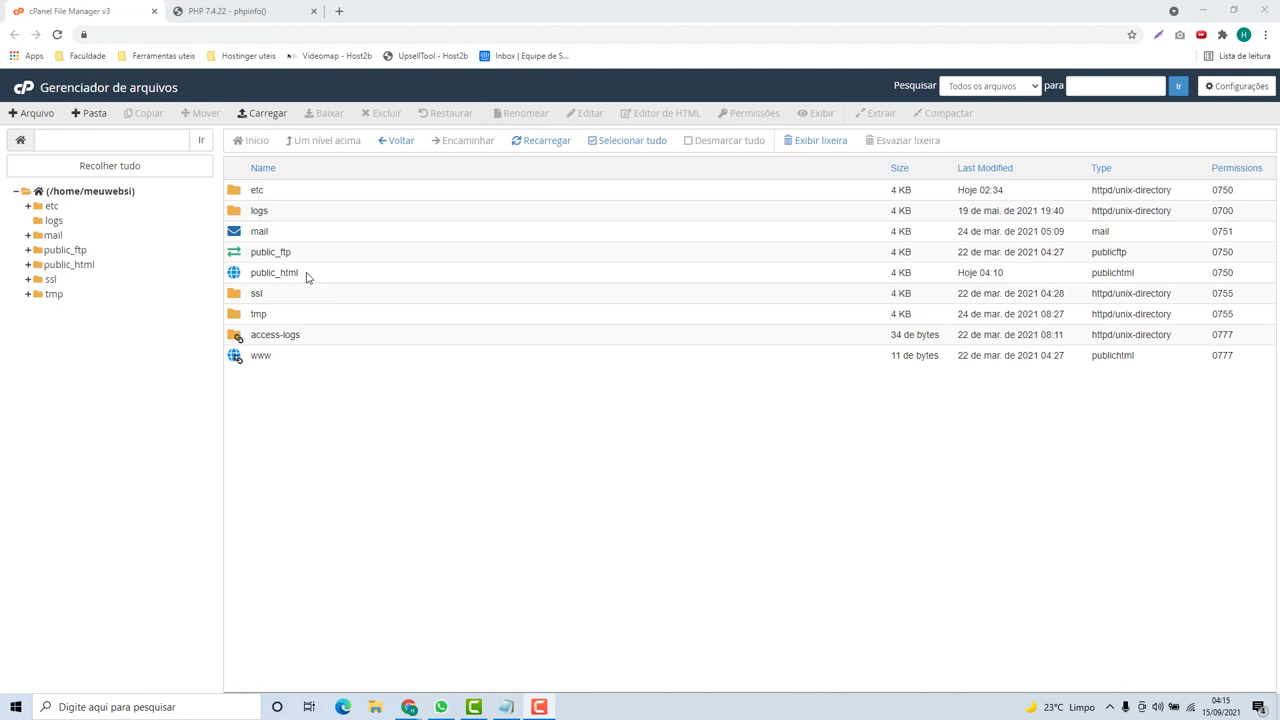 cPanel File Manager v3
PHP 7.4.22 - phpinfo()
Apps Faculdade Ferramentas uteis Hostinger uteis Videomap - Host2b UpsellTool - Host2b Inbox | Equipe de S... Lista de leitura
cP Gerenciador de arquivos Pesquisar Todos os arquivos para Ir Configurações
Arquivo Pasta Copiar Mover Carregar Baixar Excluir Restaurar Renomear Editar Editor de HTML Permissões Exibir Extrair Compactar
Ir Início Um nível acima Voltar Encaminhar Recarregar Selecionar tudo Desmarcar tudo Exibir lixeira Esvaziar lixeira
Recolher tudo
(/home/meuwebsi)
etc
logs
mail
public_ftp
public_html
ssl
tmp
Name Size Last Modified Type Permissions
etc 4 KB Hoje 02:34 httpd/unix-directory 0750
logs 4 KB 19 de mai. de 2021 19:40 httpd/unix-directory 0700
mail 4 KB 24 de mar. de 2021 05:09 mail 0751
public_ftp 4 KB 22 de mar. de 2021 04:27 publicftp 0750
public_html 4 KB Hoje 04:10 publichtml 0750
ssl 4 KB 22 de mar. de 2021 04:28 httpd/unix-directory 0755
tmp 4 KB 24 de mar. de 2021 08:27 httpd/unix-directory 0755
access-logs 34 de bytes 22 de mar. de 2021 08:11 httpd/unix-directory 0777
www 11 de bytes 22 de mar. de 2021 04:27 publichtml 0777
Digite aqui para pesquisar
23°C Limpo
04:15
15/09/2021
4